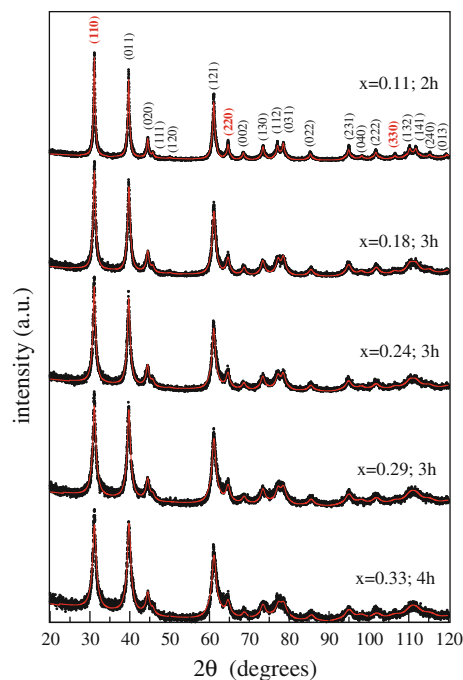 (110)
(011)
(020)
(111)
(120)
(121)
(220)
(002)
(130)
(112)
(031)
(022)
(231)
(040)
(222)
(330)
(132)
(141)
(240)
(013)
x=0.11; 2h
x=0.18; 3h
x=0.24; 3h
x=0.29; 3h
x=0.33; 4h
intensity (a.u.)
20 30 40 50 60 70 80 90 100 110 120
2θ (degrees)